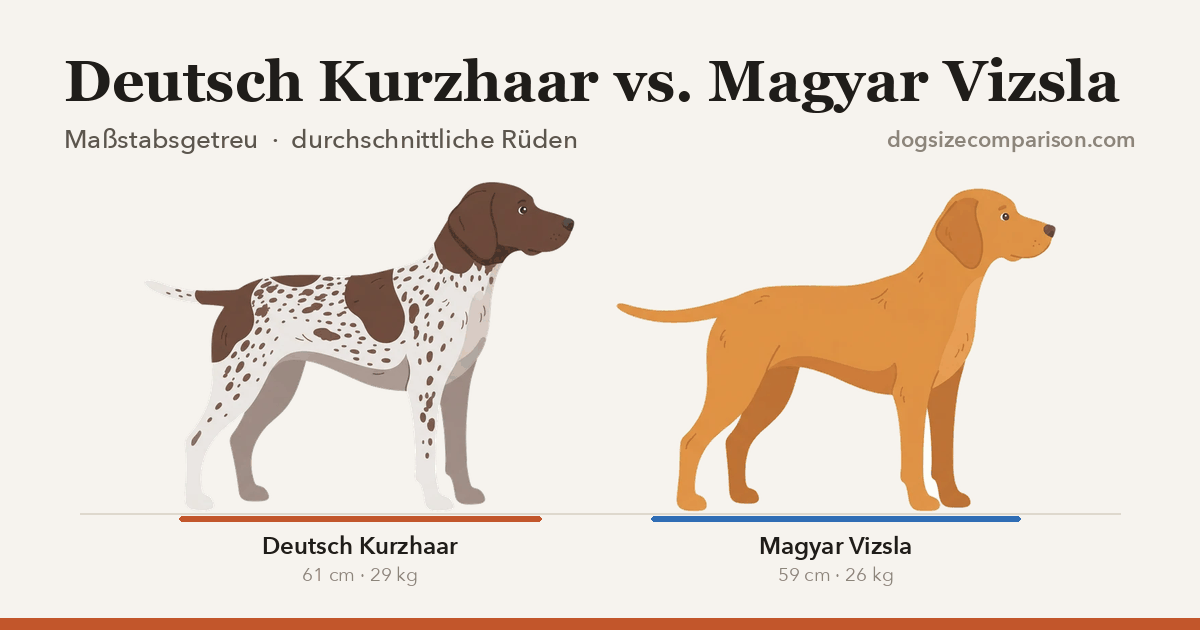 Deutsch Kurzhaar vs. Magyar Vizsla
Maßstabsgetreu · durchschnittliche Rüden
dogsizecomparison.com
Deutsch Kurzhaar
61 cm · 29 kg
Magyar Vizsla
59 cm · 26 kg